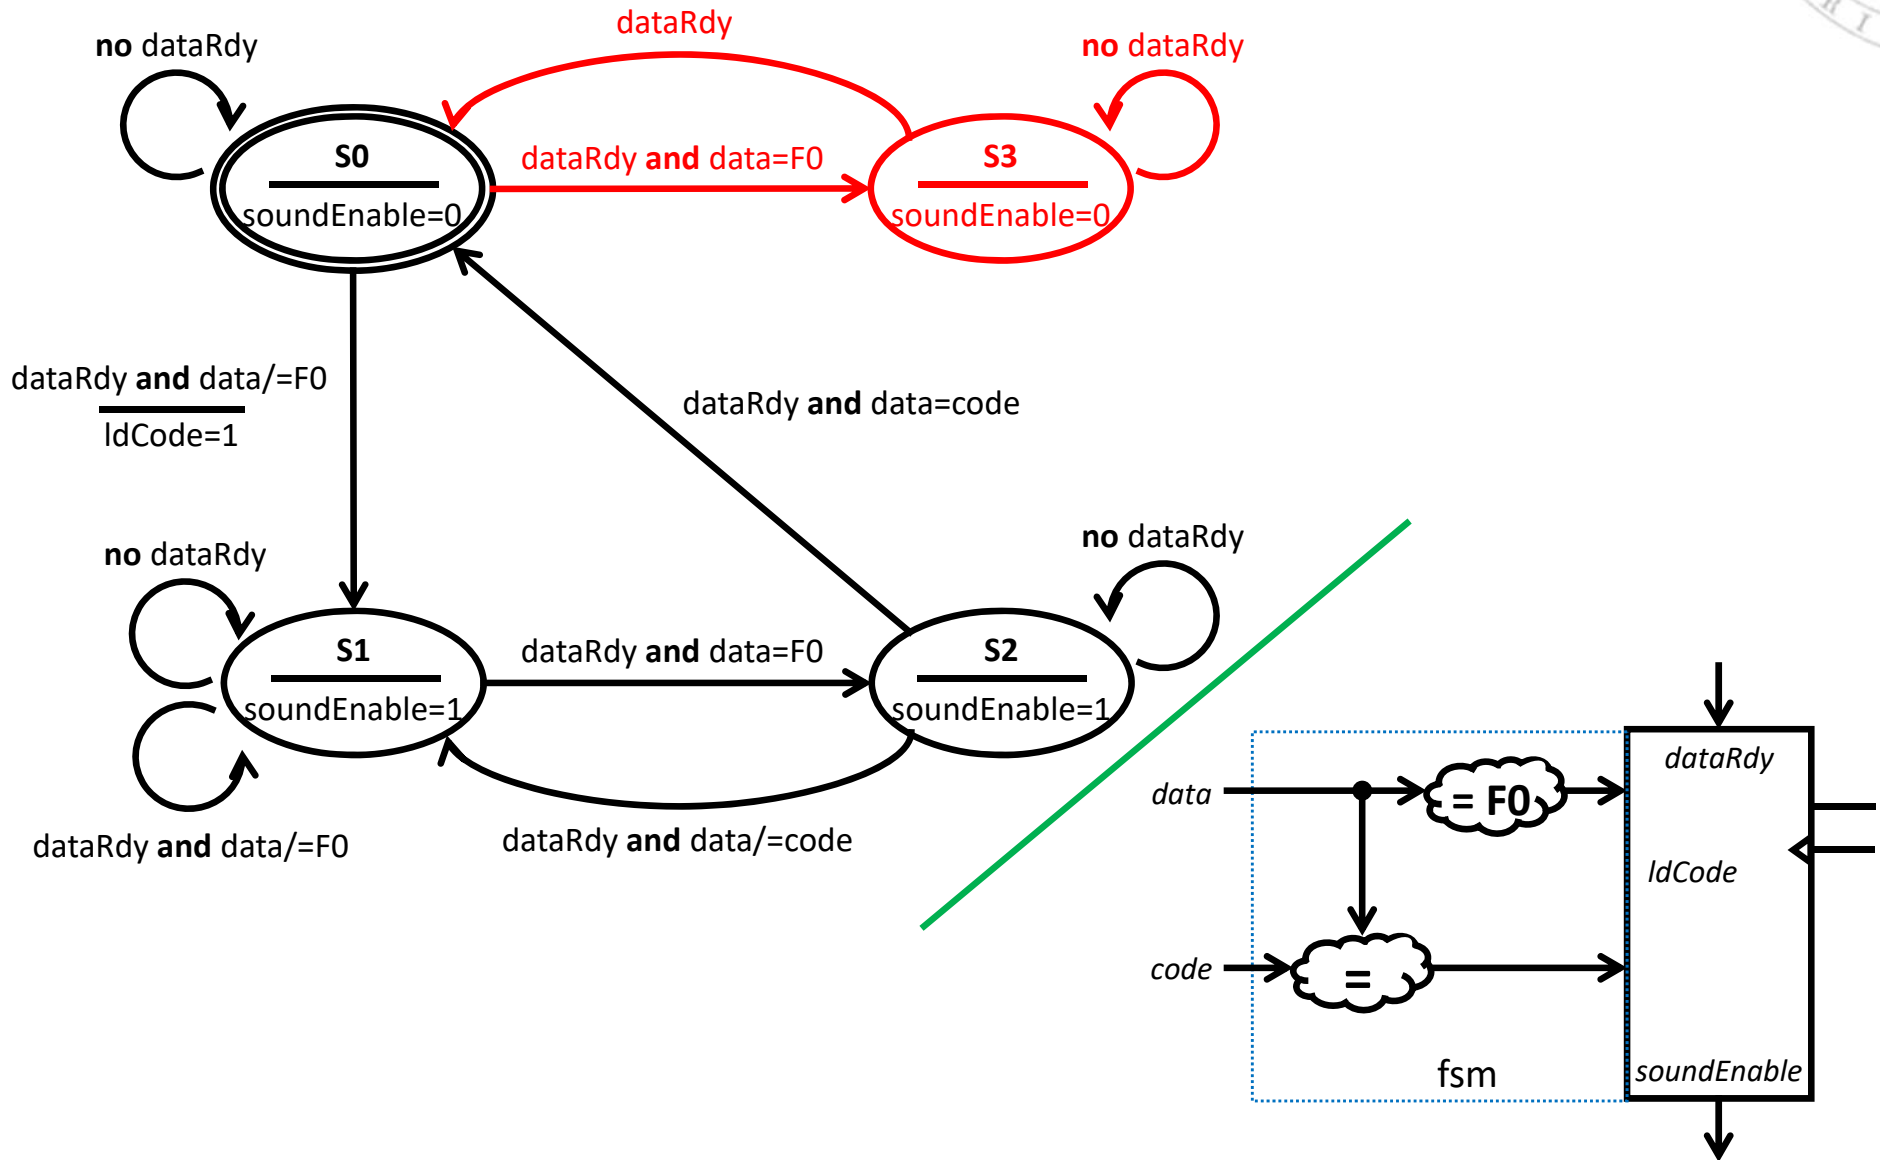 dataRdy
no dataRdy
no dataRdy
S0
soundEnable=0
dataRdy and data=F0
S3
soundEnable=0
dataRdy and data/=F0
ldCode=1
dataRdy and data=code
no dataRdy
no dataRdy
S1
soundEnable=1
dataRdy and data=F0
S2
soundEnable=1
dataRdy and data/=F0
dataRdy and data/=code
data
= F0
dataRdy
ldCode
code
=
fsm
soundEnable
R I